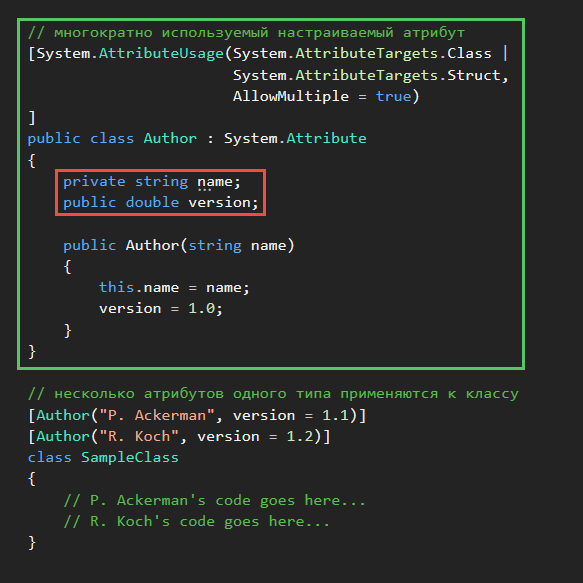 // многократно используемый настраиваемый атрибут
[System.AttributeUsage(System.AttributeTargets.Class |
                       System.AttributeTargets.Struct,
                       AllowMultiple = true)
]
public class Author : System.Attribute
{
    private string name;
    public double version;

    public Author(string name)
    {
        this.name = name;
        version = 1.0;
    }
}

// несколько атрибутов одного типа применяются к классу
[Author("P. Ackerman", version = 1.1)]
[Author("R. Koch", version = 1.2)]
class SampleClass
{
    // P. Ackerman's code goes here...
    // R. Koch's code goes here...
}